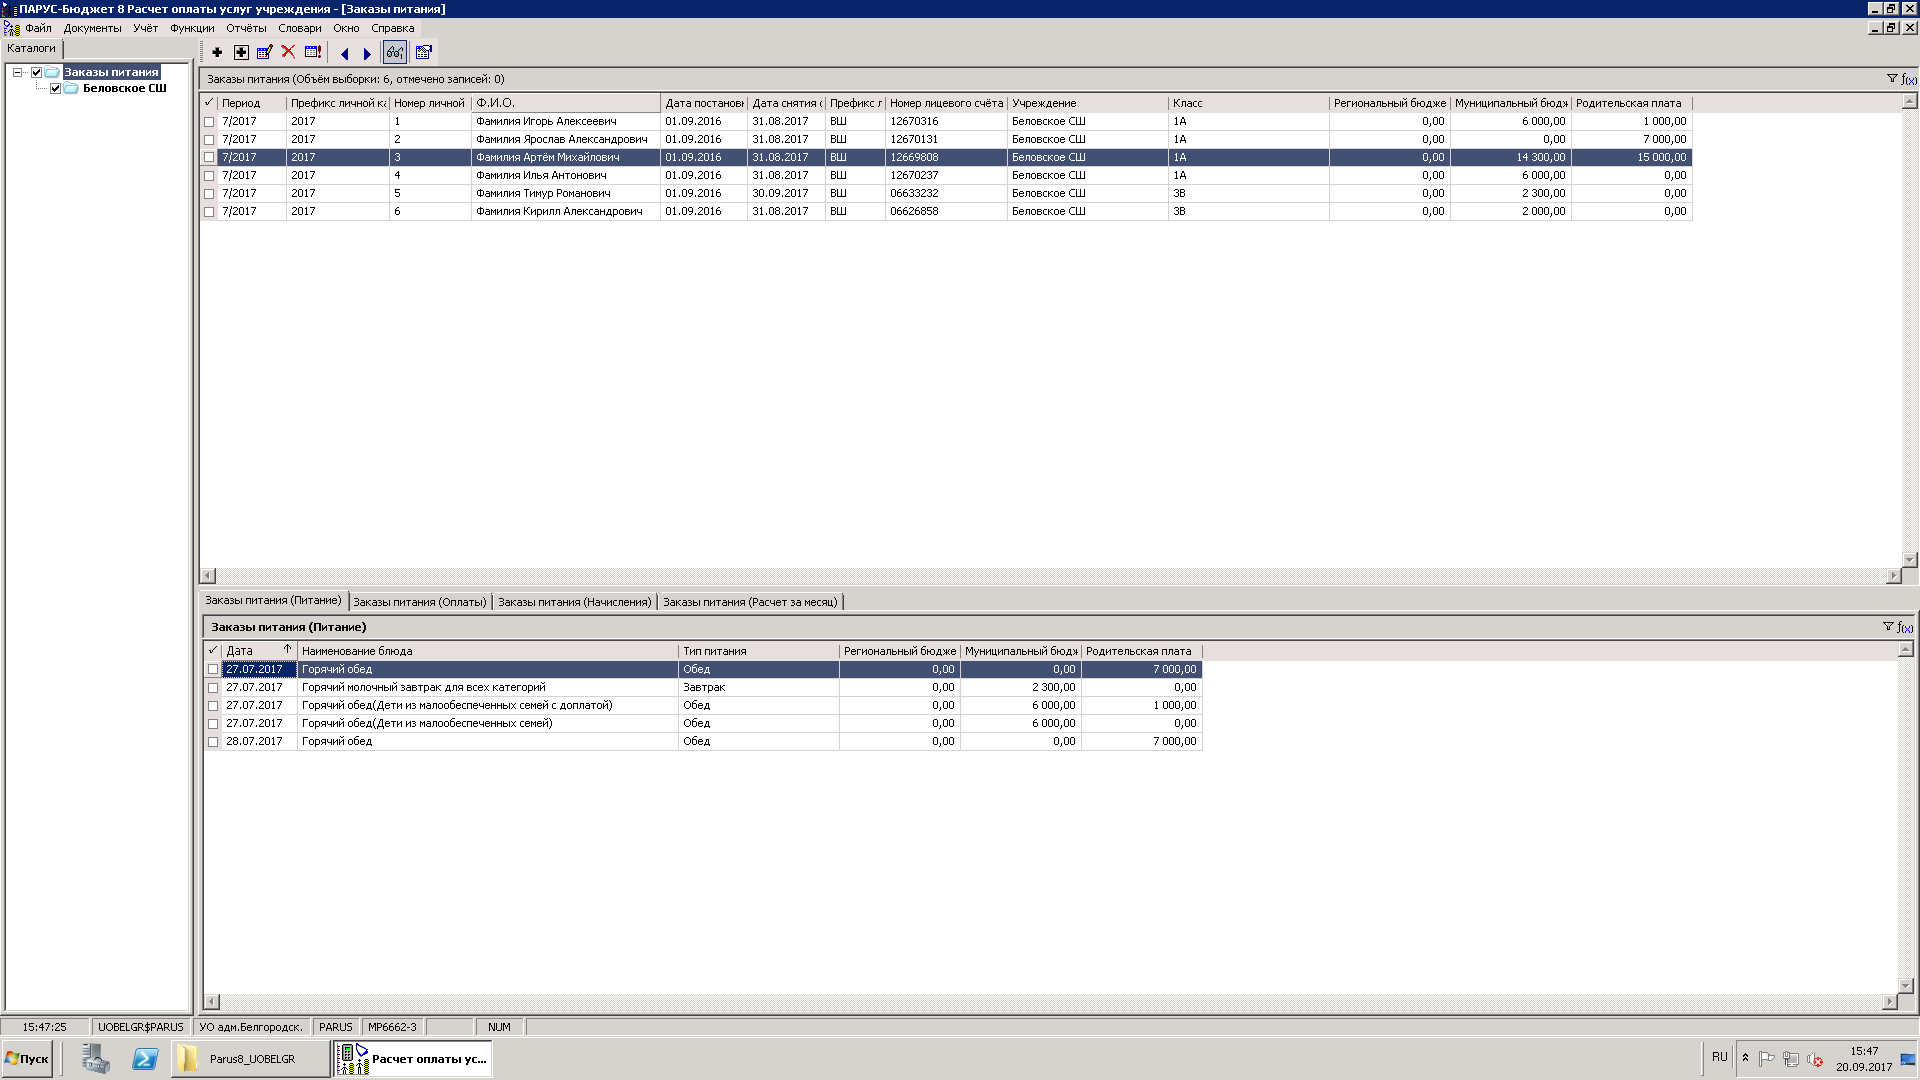 ПАРУС-Бюджет 8 Расчет оплаты услуг учреждения - [Заказы питания]
Файл Документы Учёт Функции Отчёты Словари Окно Справка
Каталоги
Заказы питания
Беловское СШ
Заказы питания (Объём выборки: 6, отмечено записей: 0)
Период Префикс личной ка Номер личной Ф.И.О. Дата постановк Дата снятия с Префикс л Номер лицевого счёта Учреждение Класс Региональный бюдже Муниципальный бюдж Родительская плата
7/2017 2017 1 Фамилия Игорь Алексеевич 01.09.2016 31.08.2017 ВШ 12670316 Беловское СШ 1А 0,00 6 000,00 1 000,00
7/2017 2017 2 Фамилия Ярослав Александрович 01.09.2016 31.08.2017 ВШ 12670131 Беловское СШ 1А 0,00 0,00 7 000,00
7/2017 2017 3 Фамилия Артём Михайлович 01.09.2016 31.08.2017 ВШ 12669808 Беловское СШ 1А 0,00 14 300,00 15 000,00
7/2017 2017 4 Фамилия Илья Антонович 01.09.2016 31.08.2017 ВШ 12670237 Беловское СШ 1А 0,00 6 000,00 0,00
7/2017 2017 5 Фамилия Тимур Романович 01.09.2016 30.09.2017 ВШ 06633232 Беловское СШ 3В 0,00 2 300,00 0,00
7/2017 2017 6 Фамилия Кирилл Александрович 01.09.2016 31.08.2017 ВШ 06626858 Беловское СШ 3В 0,00 2 000,00 0,00
Заказы питания (Питание) Заказы питания (Оплаты) Заказы питания (Начисления) Заказы питания (Расчет за месяц)
Заказы питания (Питание)
Дата Наименование блюда Тип питания Региональный бюдже Муниципальный бюдж Родительская плата
27.07.2017 Горячий обед Обед 0,00 0,00 7 000,00
27.07.2017 Горячий молочный завтрак для всех категорий Завтрак 0,00 2 300,00 0,00
27.07.2017 Горячий обед(Дети из малообеспеченных семей с доплатой) Обед 0,00 6 000,00 1 000,00
27.07.2017 Горячий обед(Дети из малообеспеченных семей) Обед 0,00 6 000,00 0,00
28.07.2017 Горячий обед Обед 0,00 0,00 7 000,00
15:47:25 UOBELGR$PARUS УО адм.Белгородск. PARUS MP6662-3 NUM
Пуск Parus8_UOBELGR Расчет оплаты ус... RU 15:47
20.09.2017